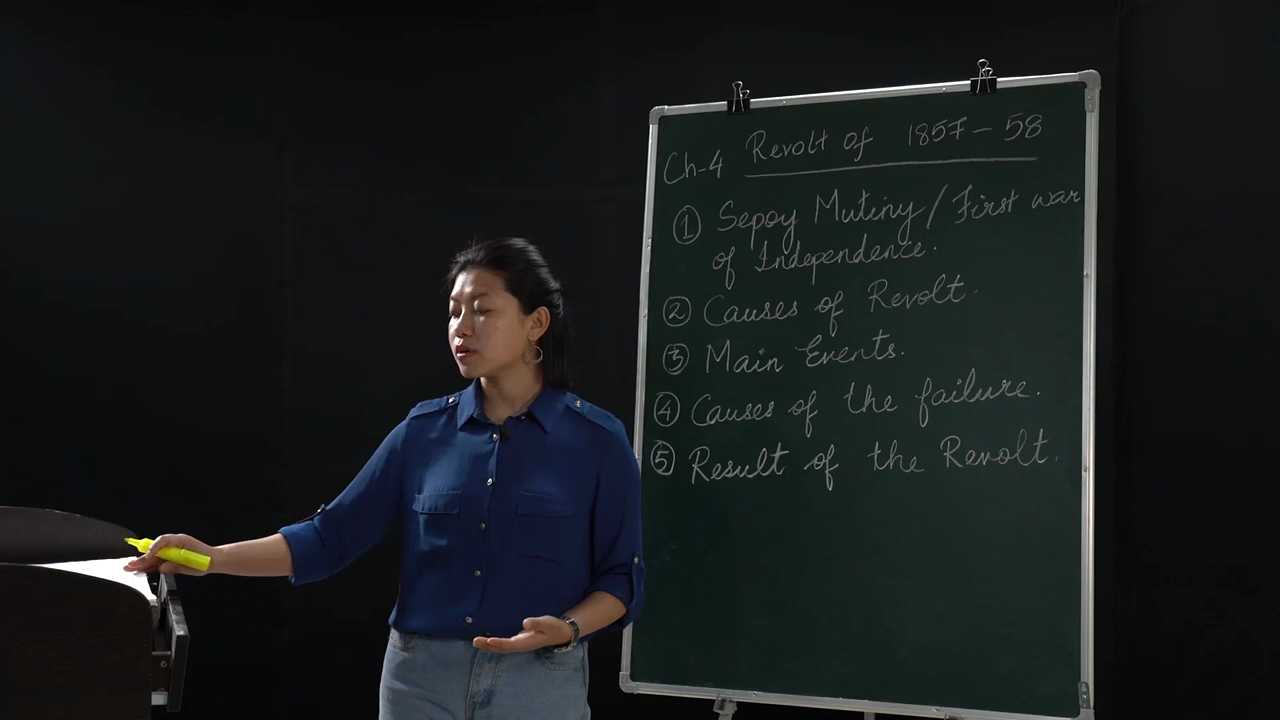 Ch-4 Revolt of 1857-58
① Sepoy Mutiny / First war
of Independence.
② Causes of Revolt.
③ Main Events.
④ Causes of the failure.
⑤ Result of the Revolt.